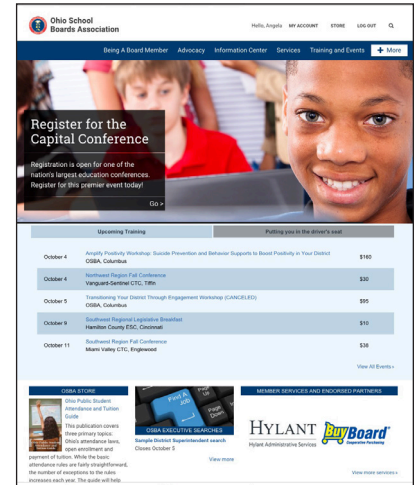 Ohio School
Boards Association
Hello, Angela MY ACCOUNT STORE LOG OUT
Being A Board Member Advocacy Information Center Services Training and Events + More
Register for the
Capital Conference
Registration is open for one of the
nation's largest education conferences.
Register for this premier event today!
Go >
Upcoming Training Putting you in the driver's seat
October 4 Amplify Positivity Workshop: Suicide Prevention and Behavior Supports to Boost Positivity in Your District $160
OSBA, Columbus
October 4 Northwest Region Fall Conference $30
Vanguard-Sentinel CTC, Tiffin
October 5 Transitioning Your District Through Engagement Workshop (CANCELED) $95
OSBA, Columbus
October 9 Southwest Regional Legislative Breakfast $10
Hamilton County ESC, Cincinnati
October 11 Southwest Region Fall Conference $38
Miami Valley CTC, Englewood
View All Events »
OSBA STORE
Ohio Public Student
Attendance and Tuition
Guide
This publication covers
three primary topics:
Ohio's attendance laws,
open enrollment and
payment of tuition. While the basic
attendance rules are fairly straightforward,
the number of exceptions to the rules
increases each year. The guide will help
Find A
Job
Page
Up
Page
Down
OSBA EXECUTIVE SEARCHES
Sample District Superintendent search
Closes October 5
View more
MEMBER SERVICES AND ENDORSED PARTNERS
HYLANT
Hylant Administrative Services
BuyBoard
Cooperative Purchasing
View more services »